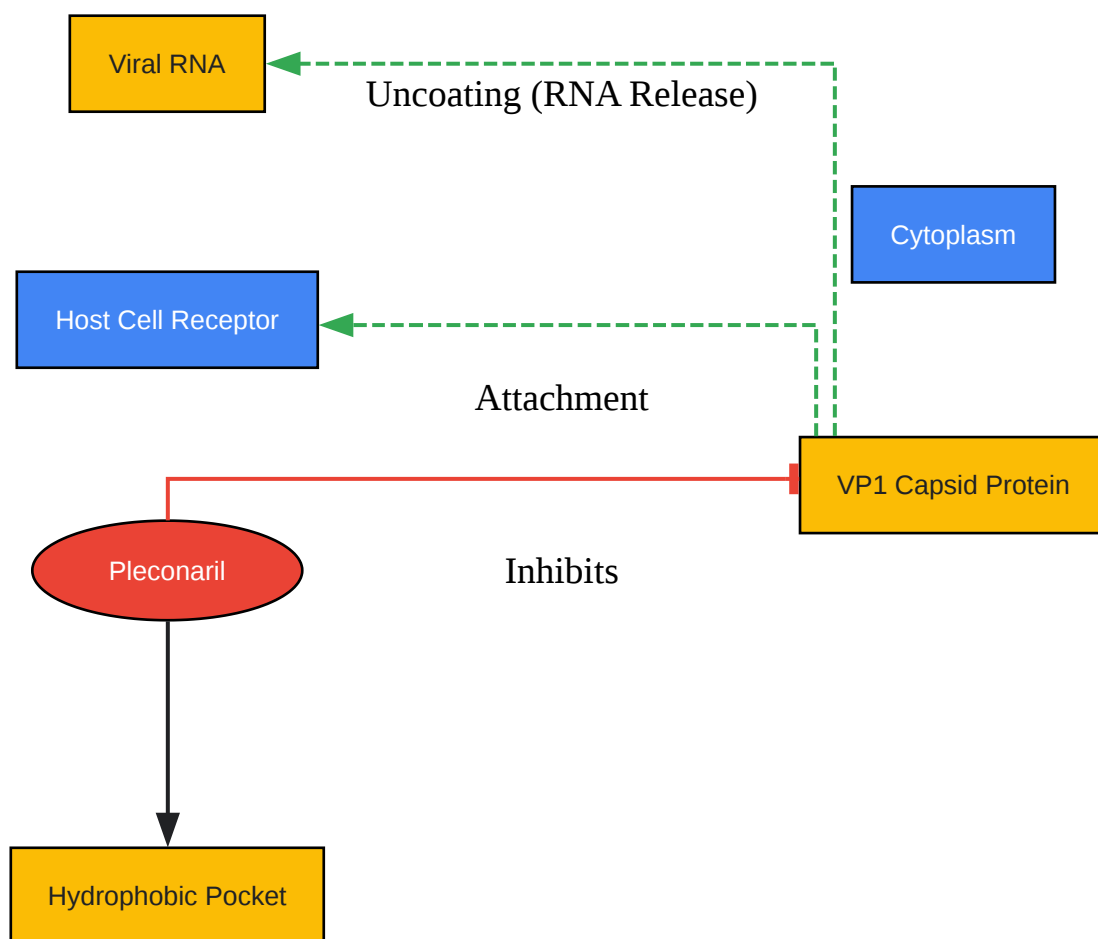 Viral RNA
Uncoating (RNA Release)
Cytoplasm
Host Cell Receptor
Attachment
VP1 Capsid Protein
Pleconaril
Inhibits
Hydrophobic Pocket